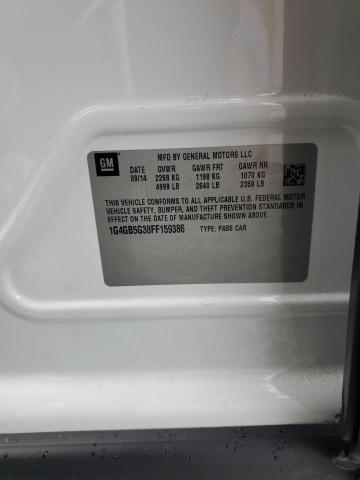 GM
MFD BY GENERAL MOTORS LLC
DATE GVWR GAWR FRT GAWR RR
09/14 2268 KG 1198 KG 1070 KG
4999 LB 2640 LB 2359 LB
THIS VEHICLE CONFORMS TO ALL APPLICABLE U.S. FEDERAL MOTOR
VEHICLE SAFETY, BUMPER, AND THEFT PREVENTION STANDARDS IN
EFFECT ON THE DATE OF MANUFACTURE SHOWN ABOVE.
1G4GB5G38FF159386 TYPE: PASS CAR